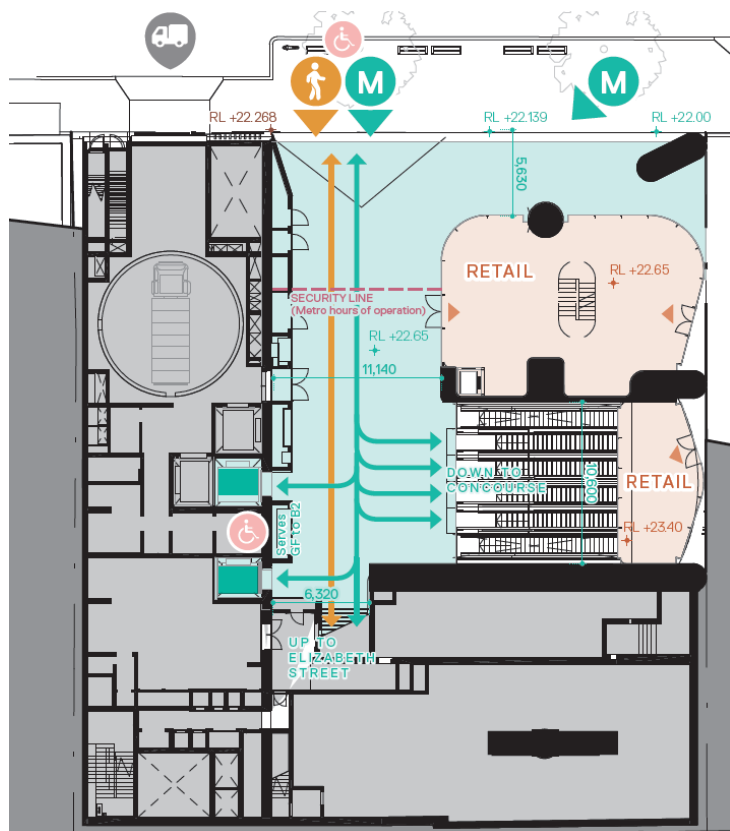 M
M
RL +22.268
RL +22.139
RL +22.00
5,630
RETAIL
RL +22.65
SECURITY LINE
(Metro hours of operation)
RL +22.65
11,140
DOWN TO
CONCOURSE
10,600
RETAIL
RL +23.40
Serves
GF to B2
6,320
UP TO
ELIZABETH
STREET